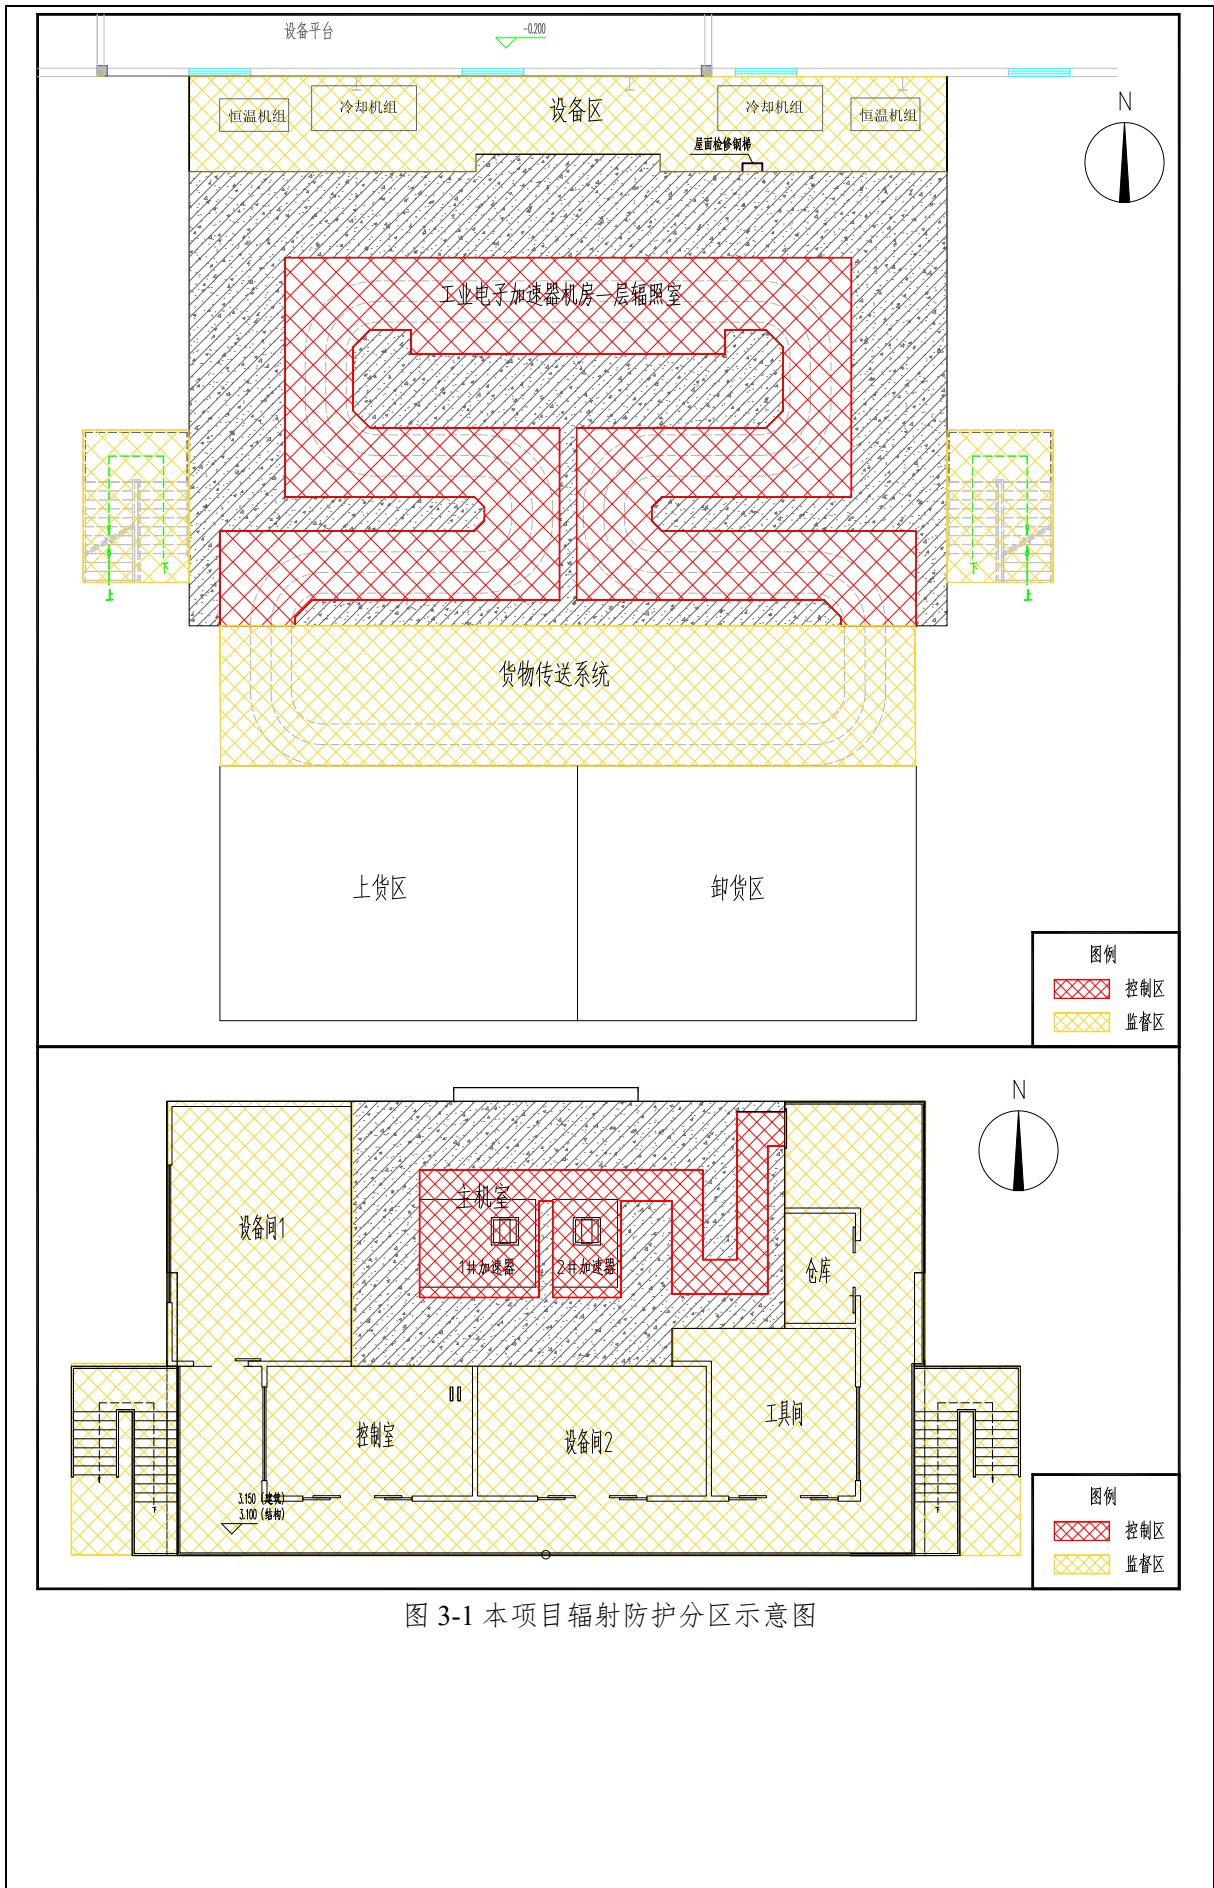 设备平台
-0.200
恒温机组
冷却机组
设备区
冷却机组
恒温机组
屋面检修钢梯
N
工业电子加速器机房一层辐照室
下
下
上
上
货物传送系统
上货区
卸货区
图例
控制区
监督区
N
主机室
设备间1
1#加速器
2#加速器
仓库
工具间
控制室
设备间2
3.150 (建筑)
3.100 (结构)
下
下
图例
控制区
监督区
图 3-1 本项目辐射防护分区示意图